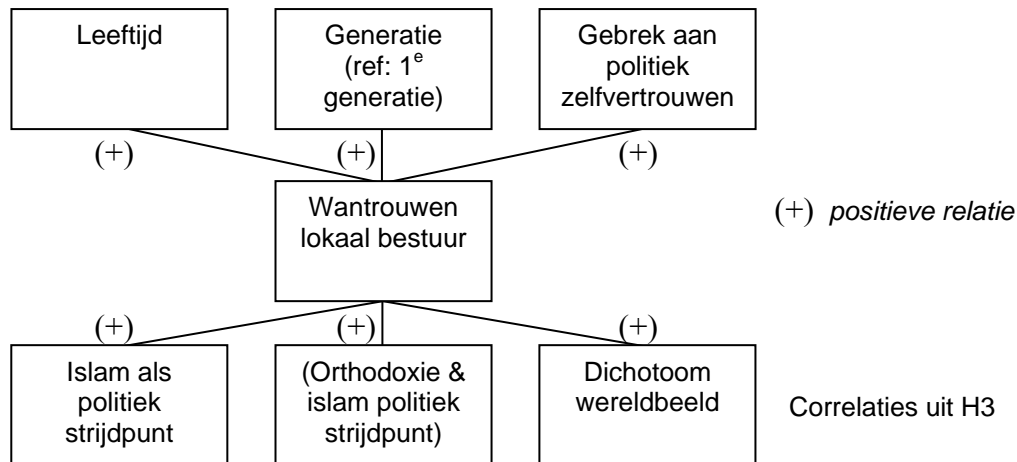 Leeftijd
Generatie
(ref: 1e
generatie)
Gebrek aan
politiek
zelfvertrouwen
(+)
(+)
(+)
Wantrouwen
lokaal bestuur
(+) positieve relatie
(+)
(+)
(+)
Islam als
politiek
strijdpunt
(Orthodoxie &
islam politiek
strijdpunt)
Dichotoom
wereldbeeld
Correlaties uit H3